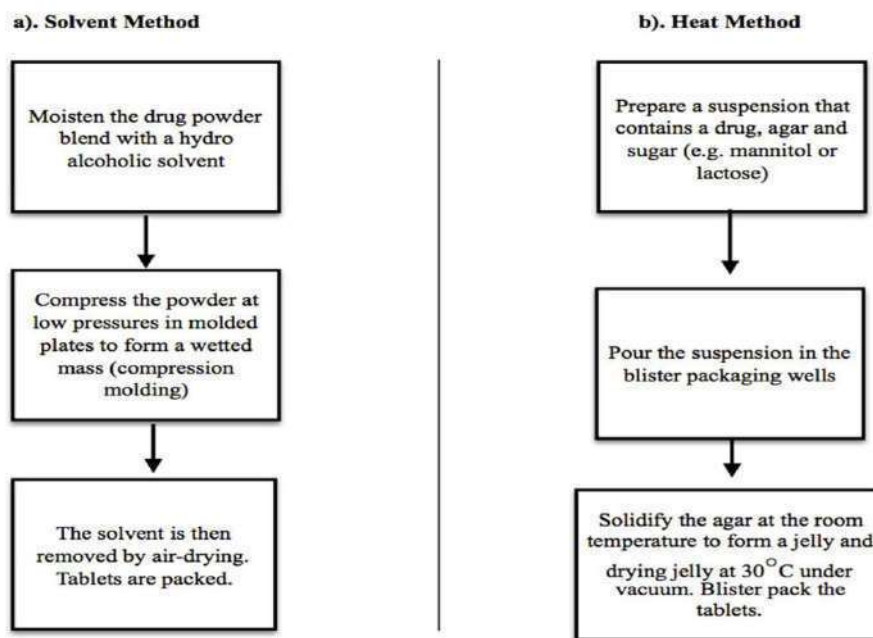 a). Solvent Method
Moisten the drug powder
blend with a hydro
alcoholic solvent
Compress the powder at
low pressures in molded
plates to form a wetted
mass (compression
molding)
The solvent is then
removed by air-drying.
Tablets are packed.
b). Heat Method
Prepare a suspension that
contains a drug, agar and
sugar (e.g. mannitol or
lactose)
Pour the suspension in the
blister packaging wells
Solidify the agar at the room
temperature to form a jelly and
drying jelly at 30°C under
vacuum. Blister pack the
tablets.